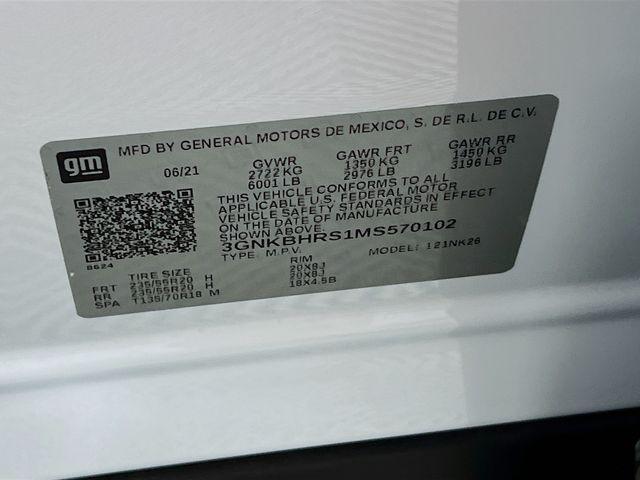 gm
MFD BY GENERAL MOTORS DE MEXICO, S. DE R.L. DE C.V.
06/21 GVWR GAWR FRT GAWR RR
2722 KG 1350 KG 1450 KG
6001 LB 2976 LB 3196 LB
THIS VEHICLE CONFORMS TO ALL
APPLICABLE U.S. FEDERAL MOTOR
VEHICLE SAFETY STANDARDS IN EFFECT
ON THE DATE OF MANUFACTURE
SHOWN ABOVE.
3GNKBHRS1MS570102
TYPE: M.P.V. MODEL: 121NK26
8624
TIRE SIZE RIM
FRT 235/55R20 H 20X8J
RR 235/55R20 H 20X8J
SPA T135/70R18 M 18X4.5B